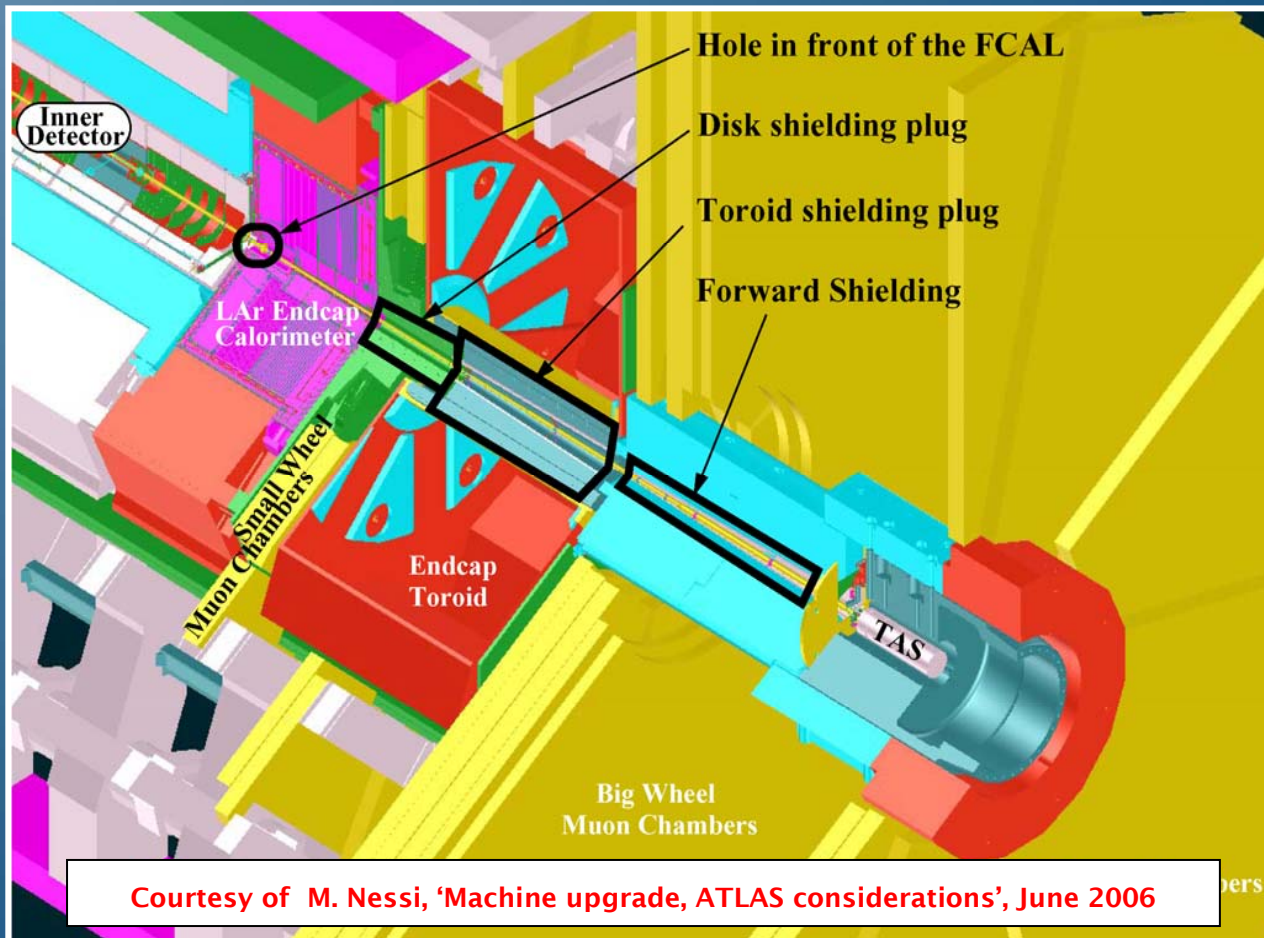 Hole in front of the FCAL
Inner
Detector
Disk shielding plug
Toroid shielding plug
Forward Shielding
LAr Endcap
Calorimeter
Small Wheel
Muon Chambers
Endcap
Toroid
TAS
Big Wheel
Muon Chambers
Courtesy of M. Nessi, ‘Machine upgrade, ATLAS considerations’, June 2006